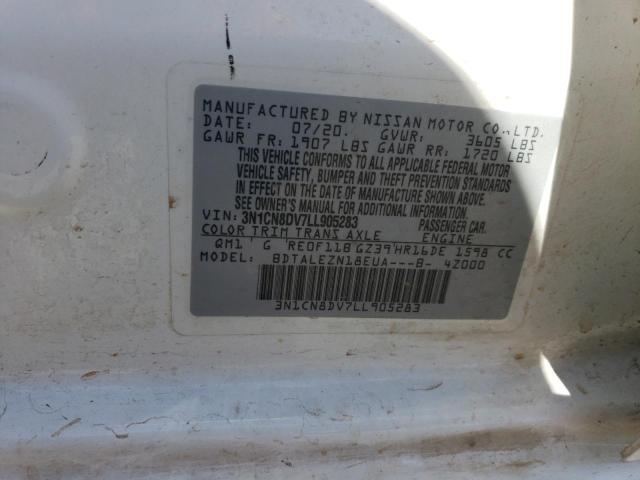 MANUFACTURED BY NISSAN MOTOR CO., LTD.
DATE: 07/20. GVWR: 3605 LBS
GAWR FR: 1907 LBS GAWR RR: 1720 LBS
THIS VEHICLE CONFORMS TO ALL APPLICABLE FEDERAL MOTOR
VEHICLE SAFETY, BUMPER AND THEFT PREVENTION STANDARDS
IN EFFECT ON THE DATE OF MANUFACTURE SHOWN ABOVE.
SEE OWNER'S MANUAL FOR ADDITIONAL INFORMATION.
VIN: 3N1CN8DV7LL905283 PASSENGER CAR.
COLOR TRIM TRANS AXLE ENGINE
QM1 G RE0F11B GZ39 HR16DE 1598 CC
MODEL: BDTALEZN18EUA---B- 4Z000
3N1CN8DV7LL905283